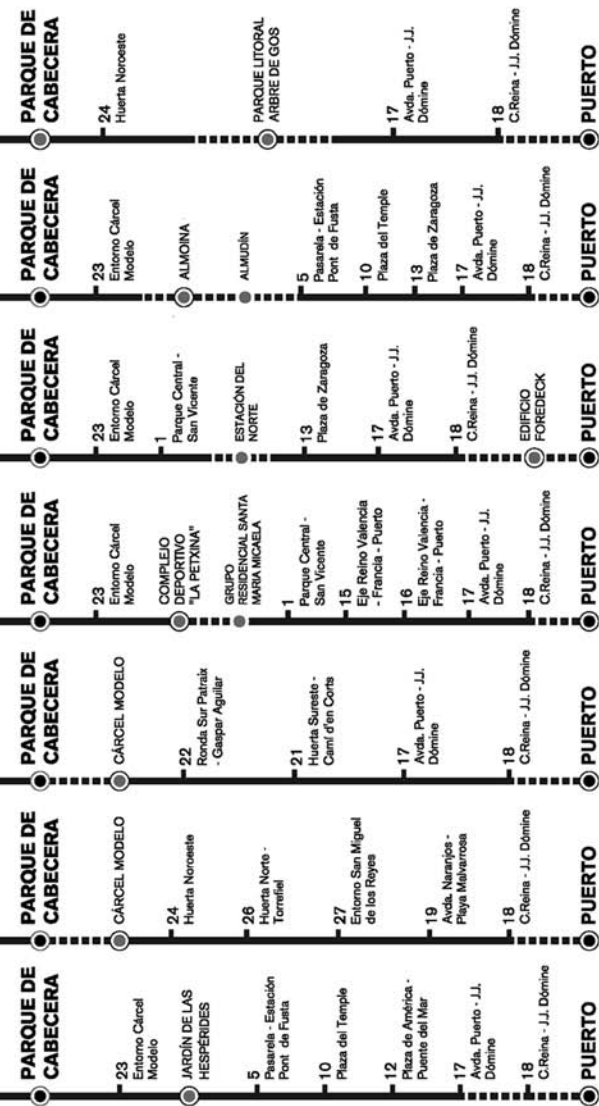 PARQUE DE
CABECERA
23
Entorno Cárcel
Modelo
JARDÍN DE LAS
HESPÉRIDES
5
Pasarela - Estación
Pont de Fusta
10
Plaza del Temple
12
Plaza de América -
Puente del Mar
17
Avda. Puerto - J.J.
Dómine
18
C.Reina - J.J. Dómine
PUERTO
PARQUE DE
CABECERA
CÁRCEL MODELO
24
Huerta Noroeste
26
Huerta Norte -
Torrefiel
27
Entorno San Miguel
de los Reyes
19
Avda. Naranjos -
Playa Malvarrosa
18
C.Reina - J.J. Dómine
PUERTO
PARQUE DE
CABECERA
CÁRCEL MODELO
22
Ronda Sur Patraix
- Gaspar Aguilar
21
Huerta Sureste -
Camí d'en Corts
17
Avda. Puerto - J.J.
Dómine
18
C.Reina - J.J. Dómine
PUERTO
PARQUE DE
CABECERA
23
Entorno Cárcel
Modelo
COMPLEJO
DEPORTIVO
"LA PETXINA"
GRUPO
RESIDENCIAL SANTA
MARIA MICAELA
1
Parque Central -
San Vicente
15
Eje Reino Valencia
- Francia - Puerto
16
Eje Reino Valencia -
Francia - Puerto
17
Avda. Puerto - J.J.
Dómine
18
C.Reina - J.J. Dómine
PUERTO
PARQUE DE
CABECERA
23
Entorno Cárcel
Modelo
1
Parque Central -
San Vicente
ESTACIÓN DEL
NORTE
13
Plaza de Zaragoza
17
Avda. Puerto - J.J.
Dómine
18
C.Reina - J.J. Dómine
EDIFICIO
FOREDECK
PUERTO
PARQUE DE
CABECERA
23
Entorno Cárcel
Modelo
ALMOINA
ALMUDÍN
5
Pasarela - Estación
Pont de Fusta
10
Plaza del Temple
13
Plaza de Zaragoza
17
Avda. Puerto - J.J.
Dómine
18
C.Reina - J.J. Dómine
PUERTO
PARQUE DE
CABECERA
24
Huerta Noroeste
PARQUE LITORAL
ARBRE DE GOS
17
Avda. Puerto - J.J.
Dómine
18
C.Reina - J.J. Dómine
PUERTO